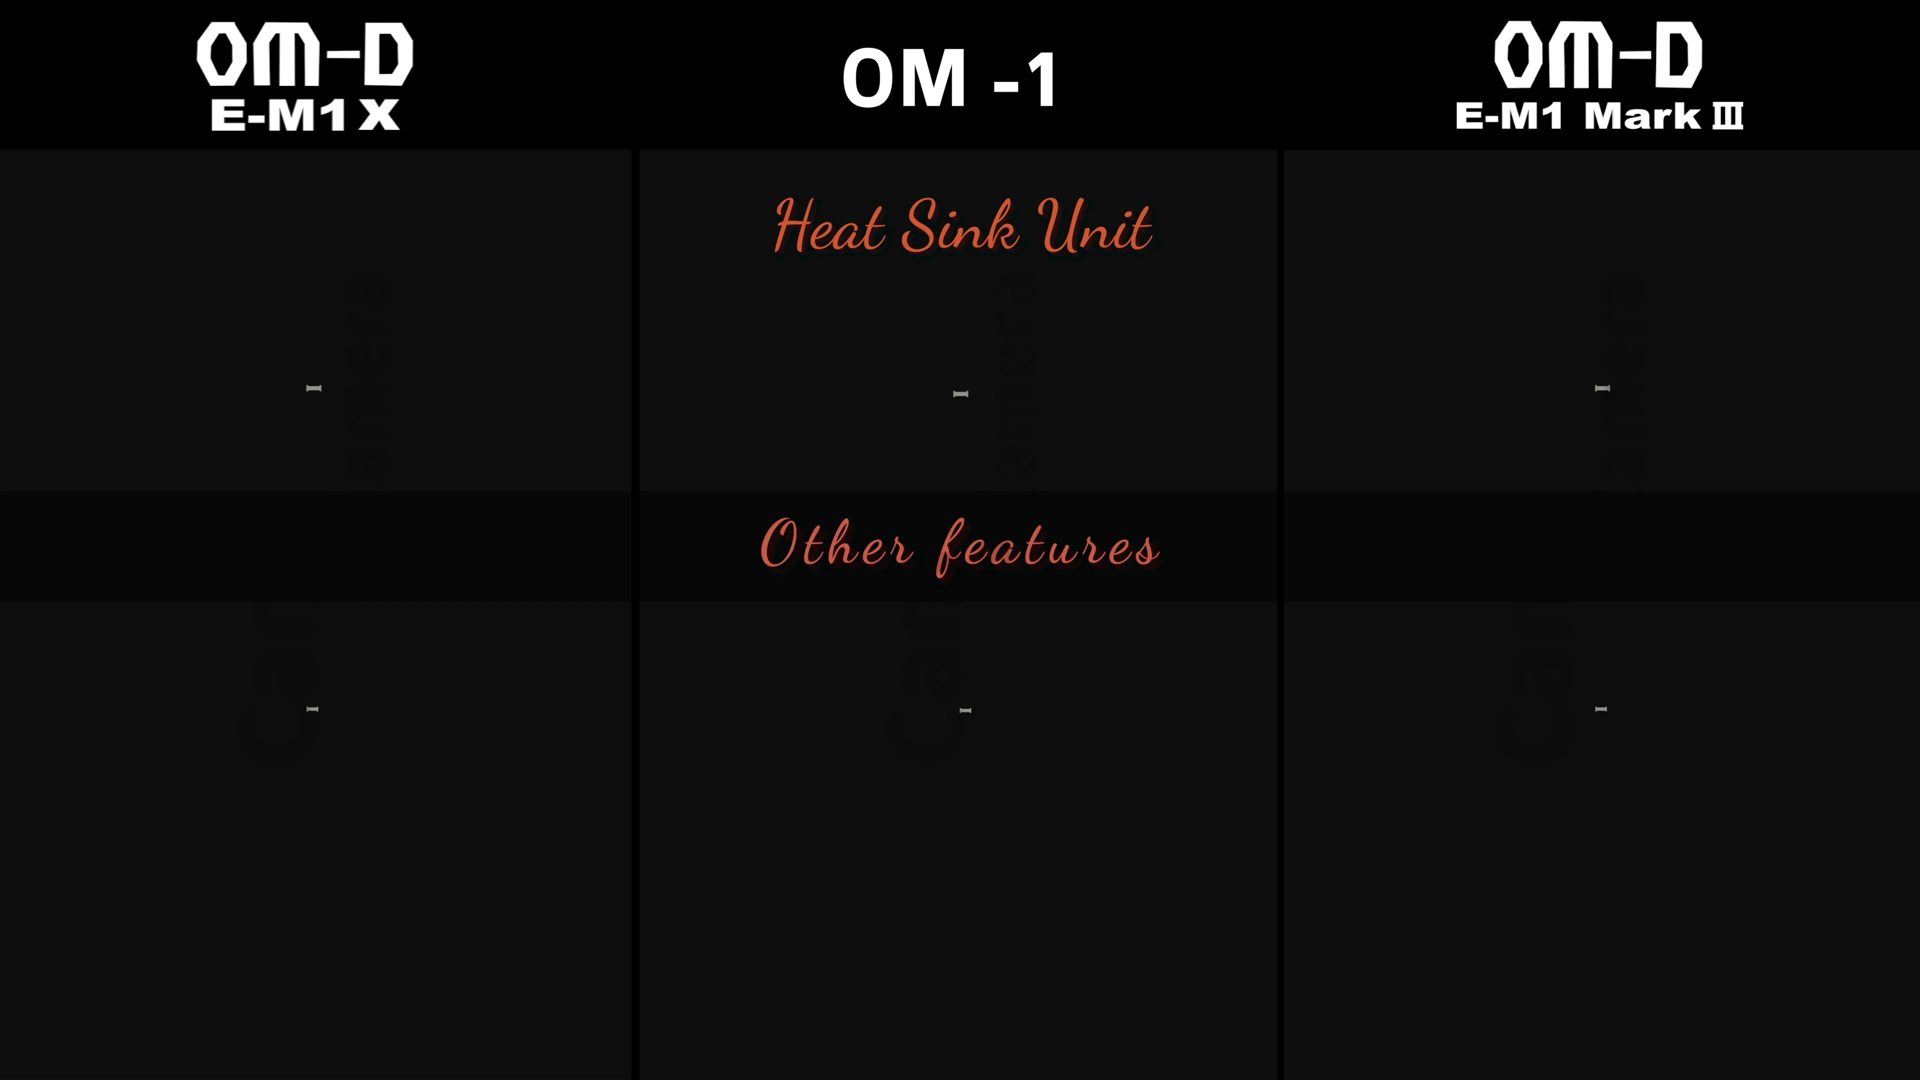 OM-D
E-M1X
OM -1
OM-D
E-M1 Mark III
Heat Sink Unit
-
-
-
Other features
-
-
-